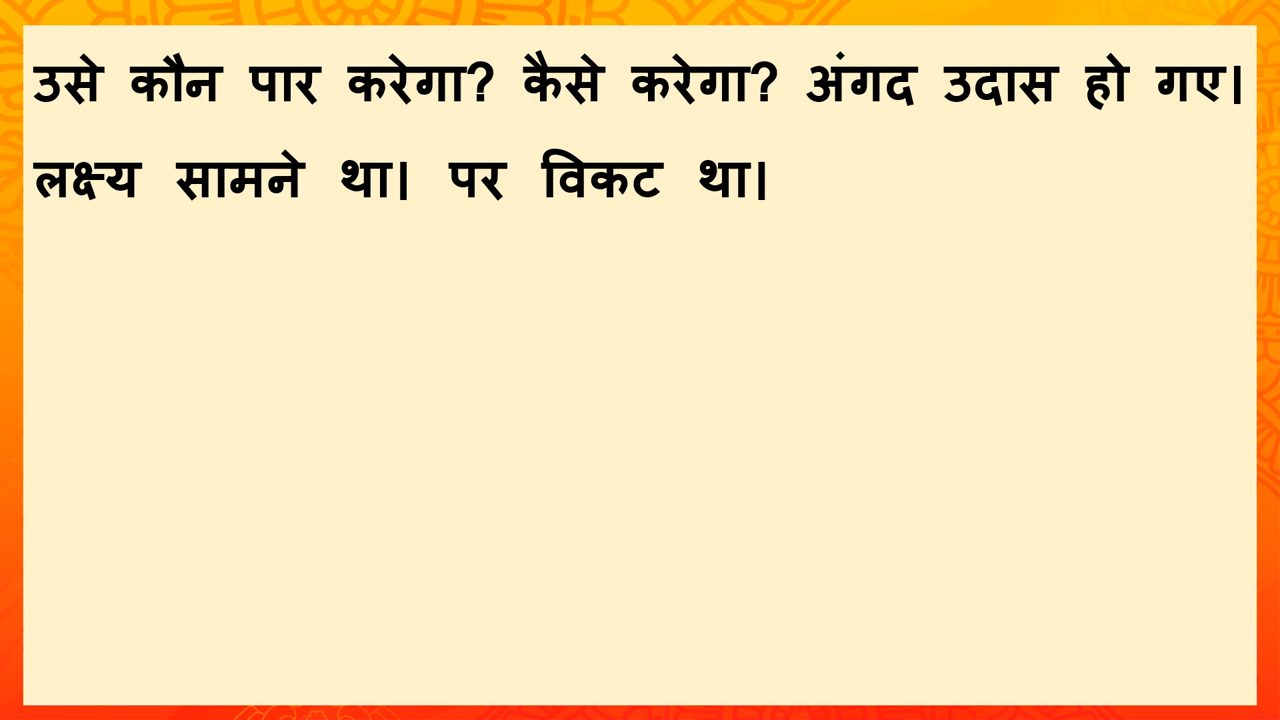 उसे कौन पार करेगा? कैसे करेगा? अंगद उदास हो गए।
लक्ष्य सामने था। पर विकट था।